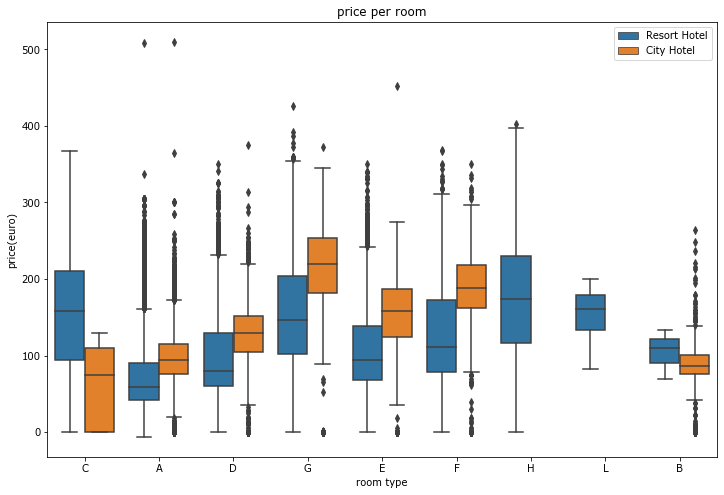 price per room
Resort Hotel
City Hotel
500
400
300
200
100
0
price(euro)
C A D G E F H L B
room type